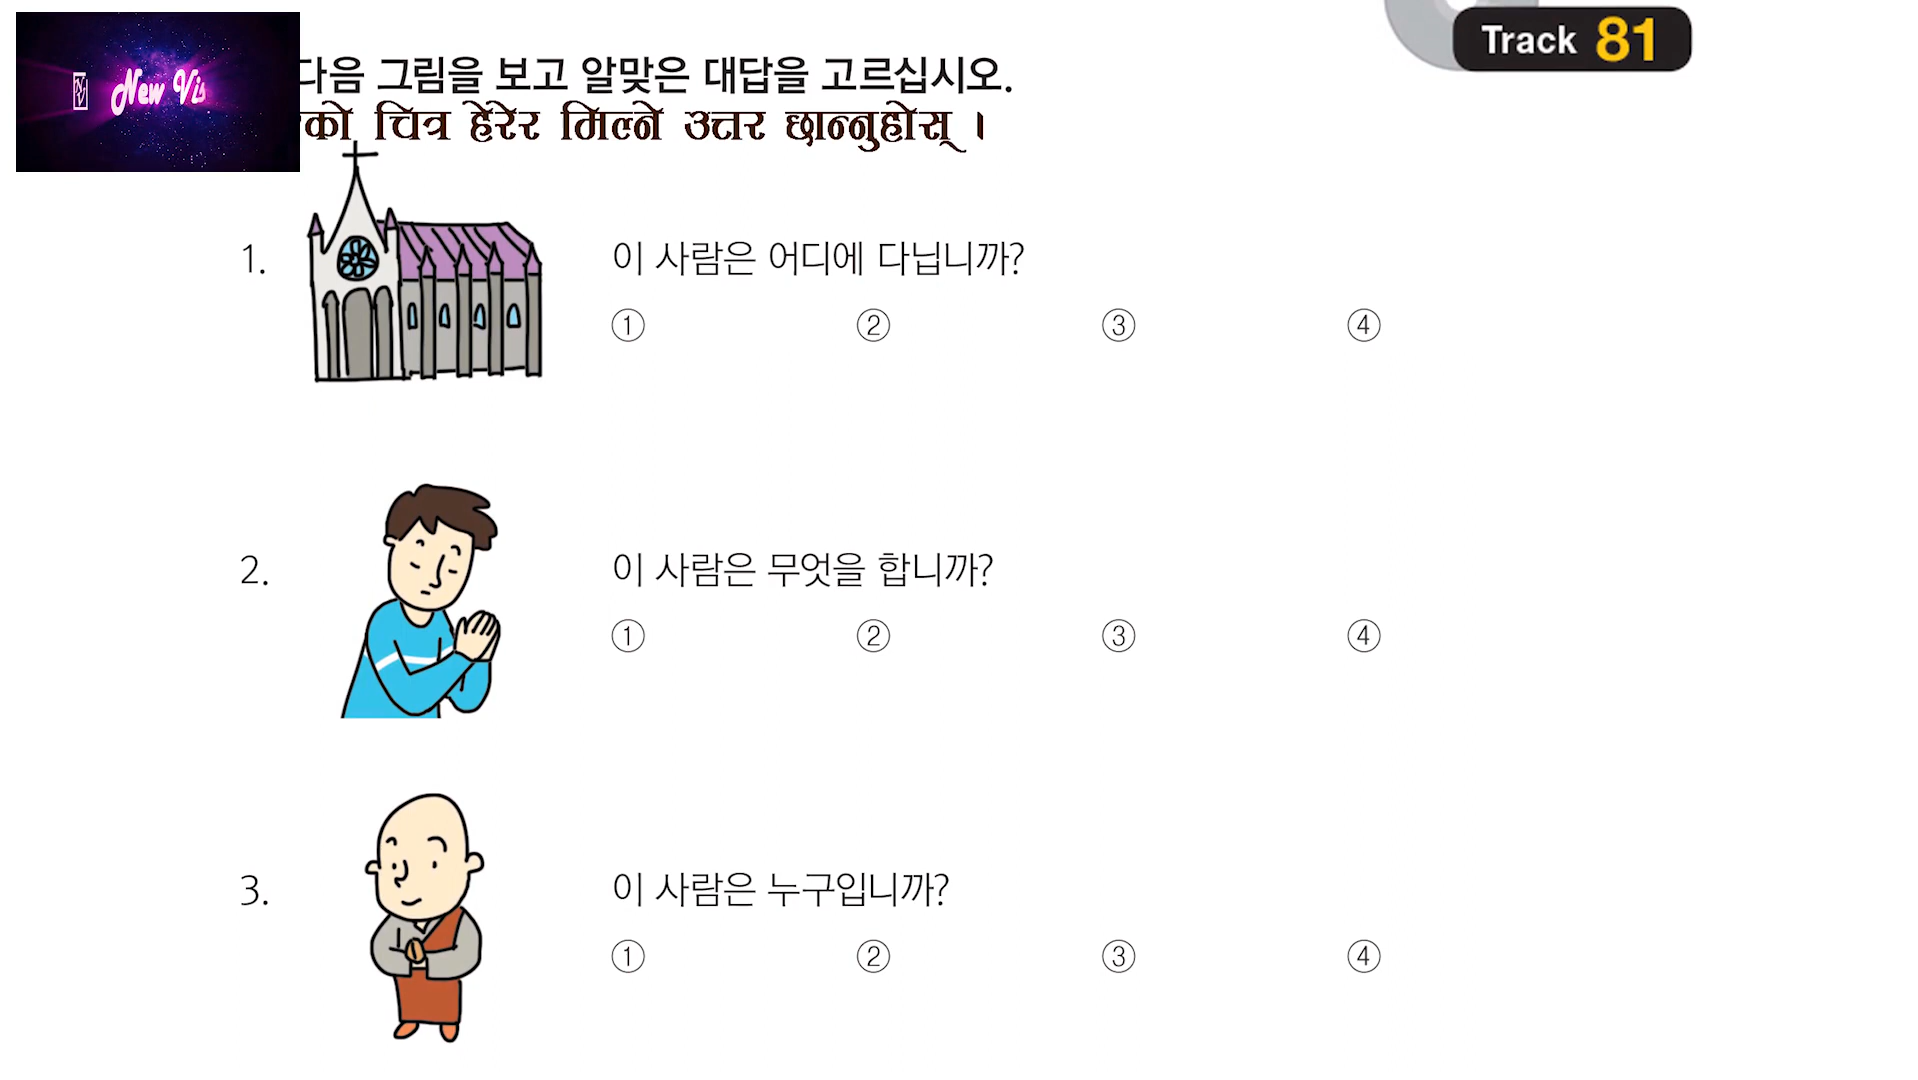 Track 81
New Vis
다음 그림을 보고 알맞은 대답을 고르십시오.
को चित्र हेरेर मिल्ने उत्तर छान्नुहोस् ।
1. 이 사람은 어디에 다닙니까?
① ② ③ ④
2. 이 사람은 무엇을 합니까?
① ② ③ ④
3. 이 사람은 누구입니까?
① ② ③ ④